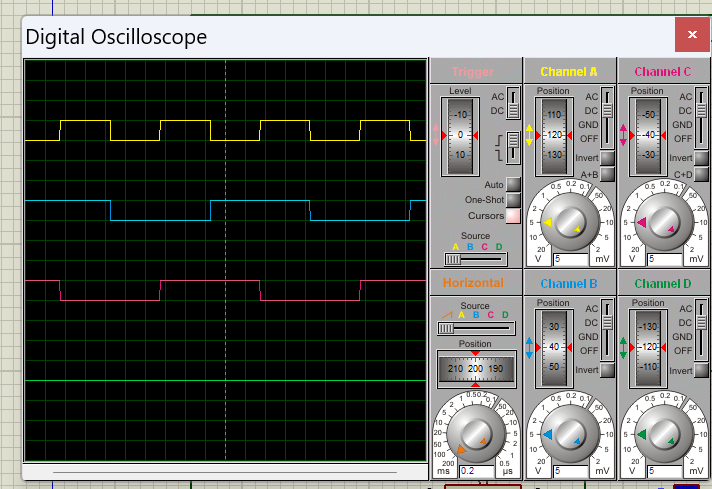 Digital Oscilloscope
Trigger
Level
-10
0
10
AC
DC
Auto
One-Shot
Cursors
Source
A B C D
Channel A
Position
110
-120
130
AC
DC
GND
OFF
Invert
A+B
20 10 5 2 1 0.5 0.2 0.1 50 20 10 5 2
V 5 mV
Channel C
Position
-50
-40
-30
AC
DC
GND
OFF
Invert
C+D
20 10 5 2 1 0.5 0.2 0.1 50 20 10 5 2
V 5 mV
Horizontal
Source
A B C D
Position
210 200 190
200 100 50 20 10 5 2 1 0.5 0.2 0.1 50 20 10 5 2 1 0.5
ms 0.2 µs
Channel B
Position
30
40
50
AC
DC
GND
OFF
Invert
20 10 5 2 1 0.5 0.2 0.1 50 20 10 5 2
V 5 mV
Channel D
Position
-130
-120
-110
AC
DC
GND
OFF
Invert
20 10 5 2 1 0.5 0.2 0.1 50 20 10 5 2
V 5 mV